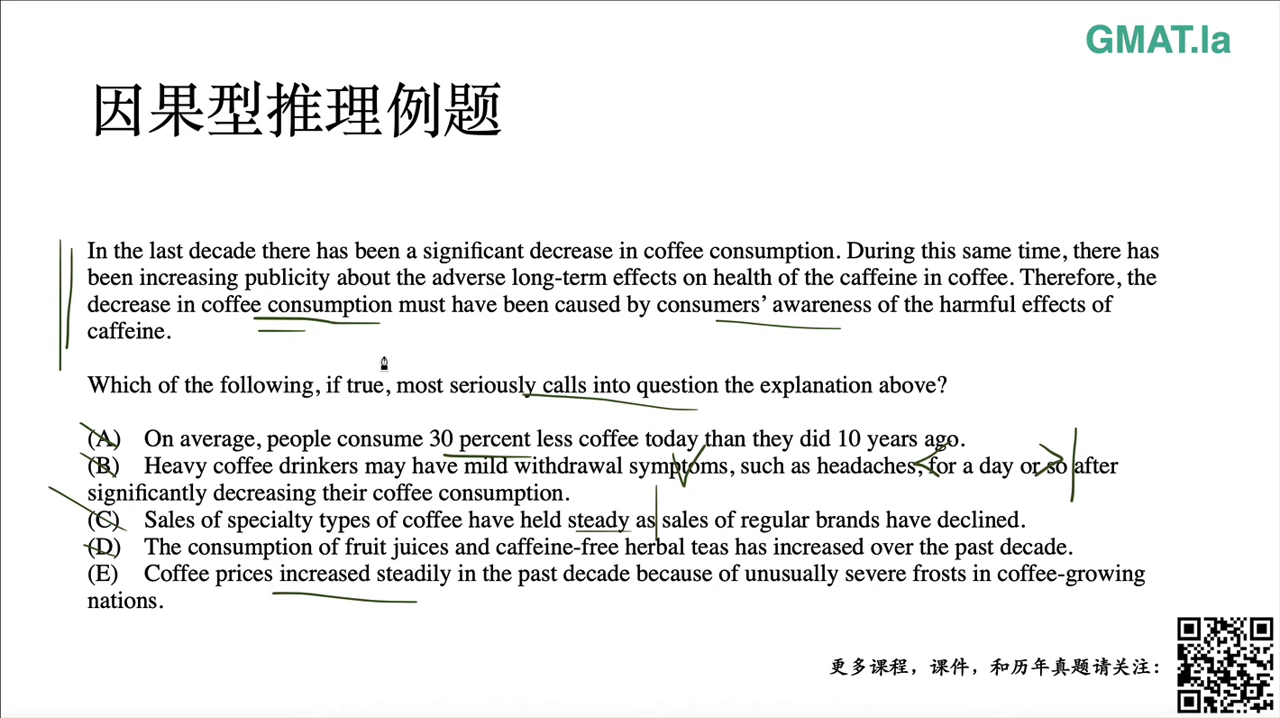 GMAT.la
因果型推理例题
In the last decade there has been a significant decrease in coffee consumption. During this same time, there has
been increasing publicity about the adverse long-term effects on health of the caffeine in coffee. Therefore, the
decrease in coffee consumption must have been caused by consumers’ awareness of the harmful effects of
caffeine.
Which of the following, if true, most seriously calls into question the explanation above?
(A) On average, people consume 30 percent less coffee today than they did 10 years ago.
(B) Heavy coffee drinkers may have mild withdrawal symptoms, such as headaches, for a day or so after
significantly decreasing their coffee consumption.
(C) Sales of specialty types of coffee have held steady as sales of regular brands have declined.
(D) The consumption of fruit juices and caffeine-free herbal teas has increased over the past decade.
(E) Coffee prices increased steadily in the past decade because of unusually severe frosts in coffee-growing
nations.
更多课程，课件，和历年真题请关注：